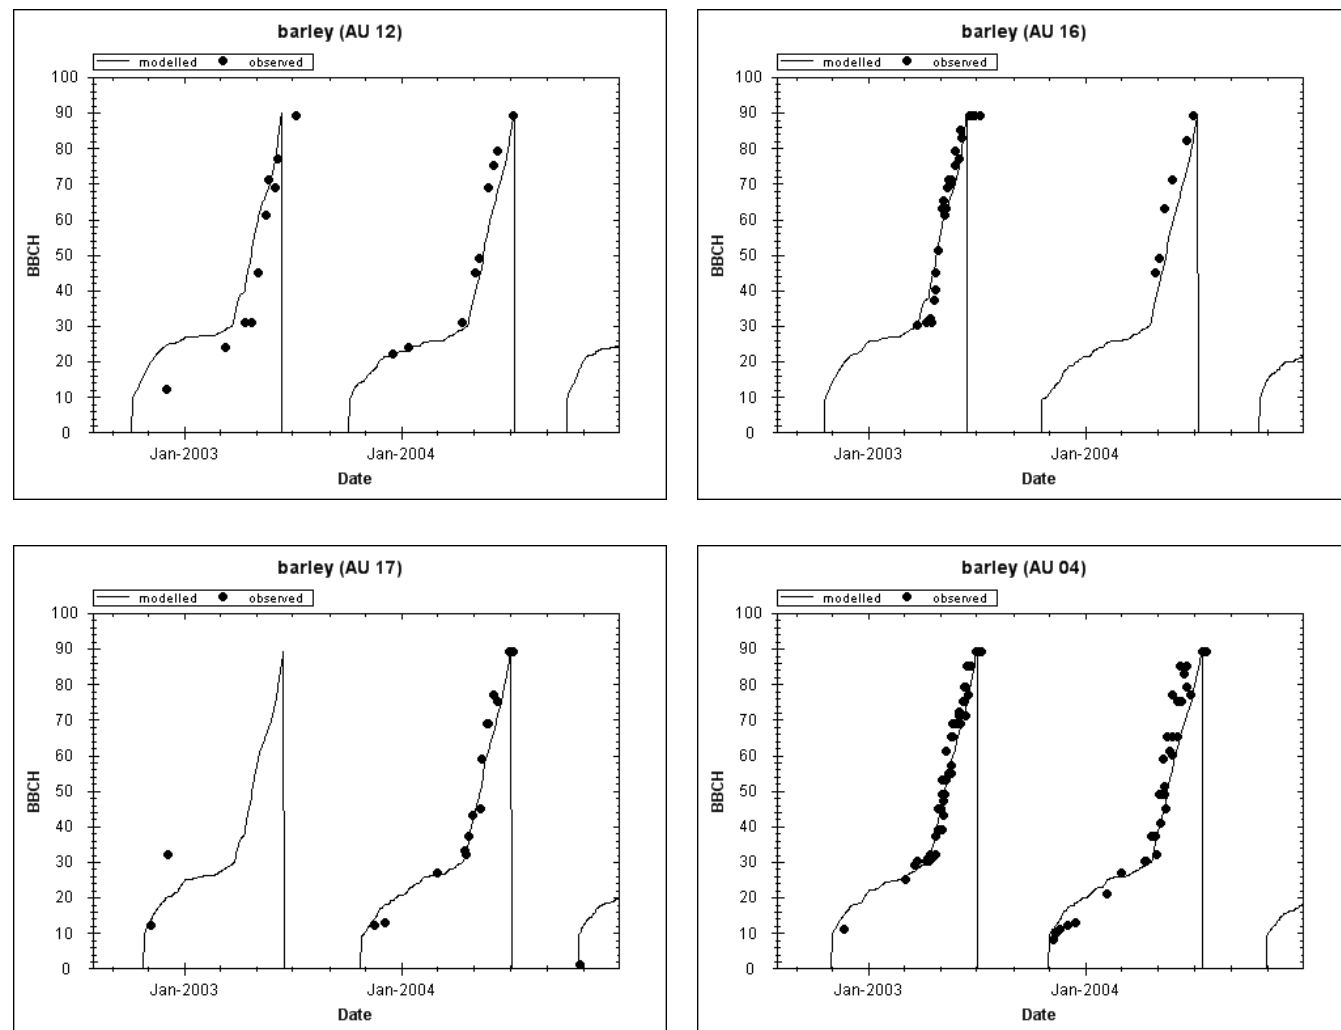 barley (AU 12)
modelled observed
100
90
80
70
60
50
40
30
20
10
0
BBCH
Jan-2003 Jan-2004
Date
barley (AU 16)
modelled observed
100
90
80
70
60
50
40
30
20
10
0
BBCH
Jan-2003 Jan-2004
Date
barley (AU 17)
modelled observed
100
90
80
70
60
50
40
30
20
10
0
BBCH
Jan-2003 Jan-2004
Date
barley (AU 04)
modelled observed
100
90
80
70
60
50
40
30
20
10
0
BBCH
Jan-2003 Jan-2004
Date